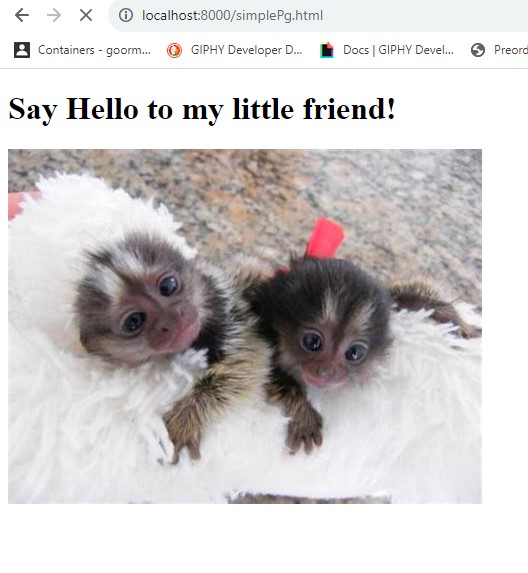 localhost:8000/simplePg.html
Containers - goorm... GIPHY Developer D... Docs | GIPHY Devel... Preord
Say Hello to my little friend!